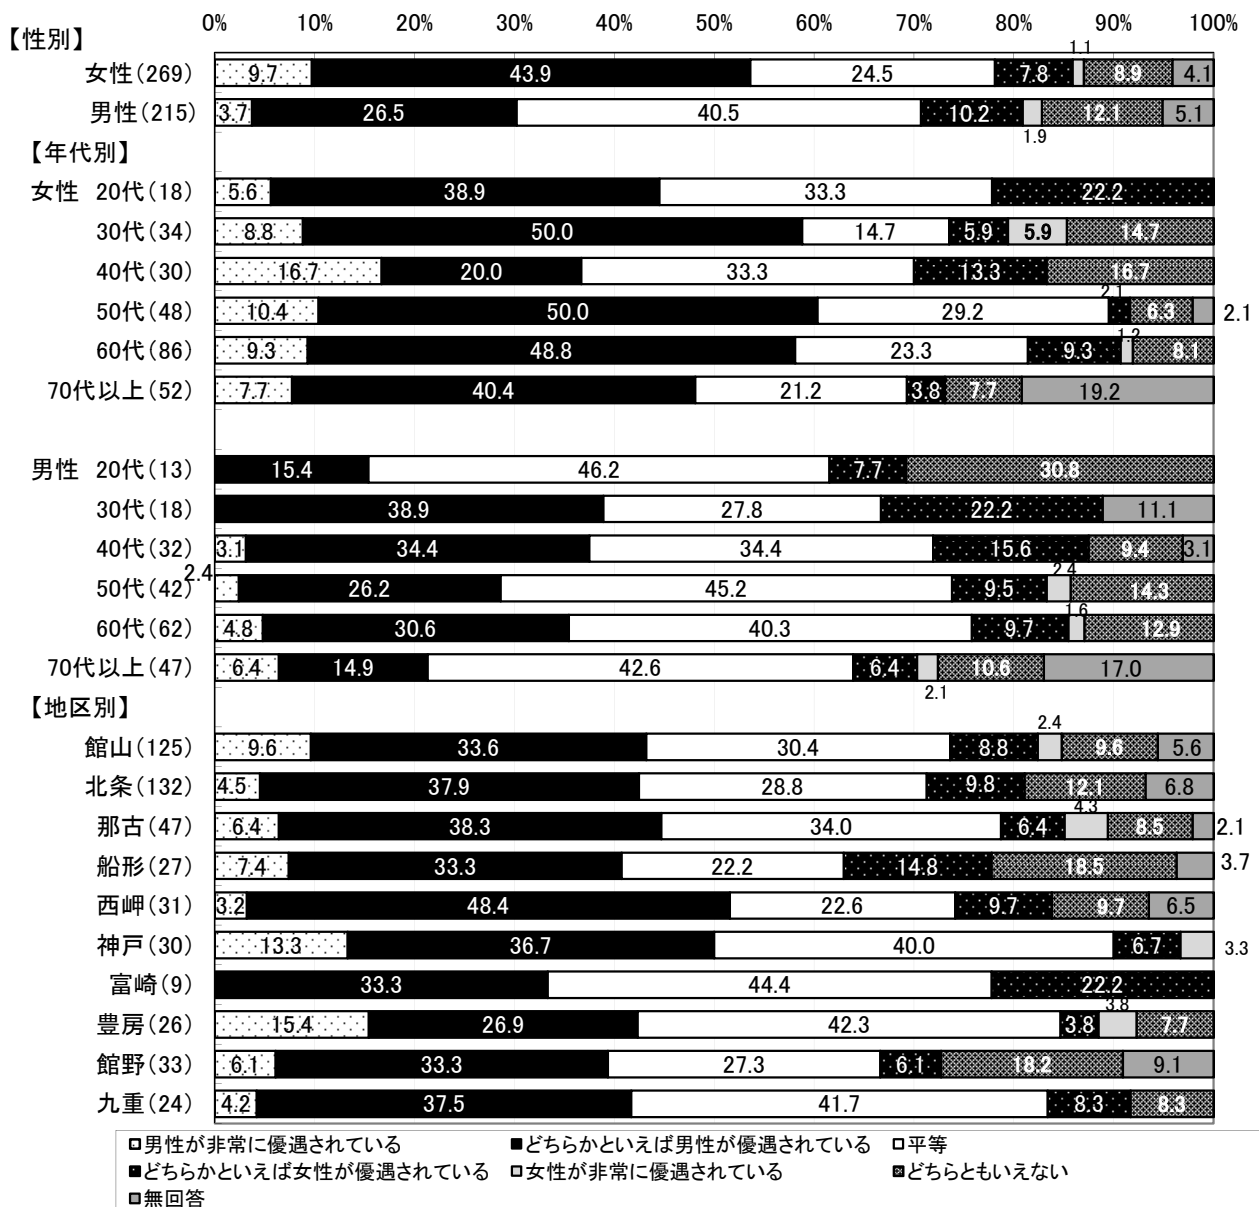 0% 10% 20% 30% 40% 50% 60% 70% 80% 90% 100%
【性別】
女性(269) 9.7 43.9 24.5 7.8 1.1 8.9 4.1
男性(215) 3.7 26.5 40.5 10.2 1.9 12.1 5.1
【年代別】
女性 20代(18) 5.6 38.9 33.3 22.2
30代(34) 8.8 50.0 14.7 5.9 5.9 14.7
40代(30) 16.7 20.0 33.3 13.3 16.7
50代(48) 10.4 50.0 29.2 2.1 6.3 2.1
60代(86) 9.3 48.8 23.3 9.3 1.2 8.1
70代以上(52) 7.7 40.4 21.2 3.8 7.7 19.2
男性 20代(13) 15.4 46.2 7.7 30.8
30代(18) 38.9 27.8 22.2 11.1
40代(32) 3.1 34.4 34.4 15.6 9.4 3.1
50代(42) 2.4 26.2 45.2 9.5 2.4 14.3
60代(62) 4.8 30.6 40.3 9.7 1.6 12.9
70代以上(47) 6.4 14.9 42.6 6.4 2.1 10.6 17.0
【地区別】
館山(125) 9.6 33.6 30.4 8.8 2.4 9.6 5.6
北条(132) 4.5 37.9 28.8 9.8 12.1 6.8
那古(47) 6.4 38.3 34.0 6.4 4.3 8.5 2.1
船形(27) 7.4 33.3 22.2 14.8 18.5 3.7
西岬(31) 3.2 48.4 22.6 9.7 9.7 6.5
神戸(30) 13.3 36.7 40.0 6.7 3.3
富崎(9) 33.3 44.4 22.2
豊房(26) 15.4 26.9 42.3 3.8 3.8 7.7
館野(33) 6.1 33.3 27.3 6.1 18.2 9.1
九重(24) 4.2 37.5 41.7 8.3 8.3
男性が非常に優遇されている どちらかといえば男性が優遇されている 平等
どちらかといえば女性が優遇されている 女性が非常に優遇されている どちらともいえない
無回答